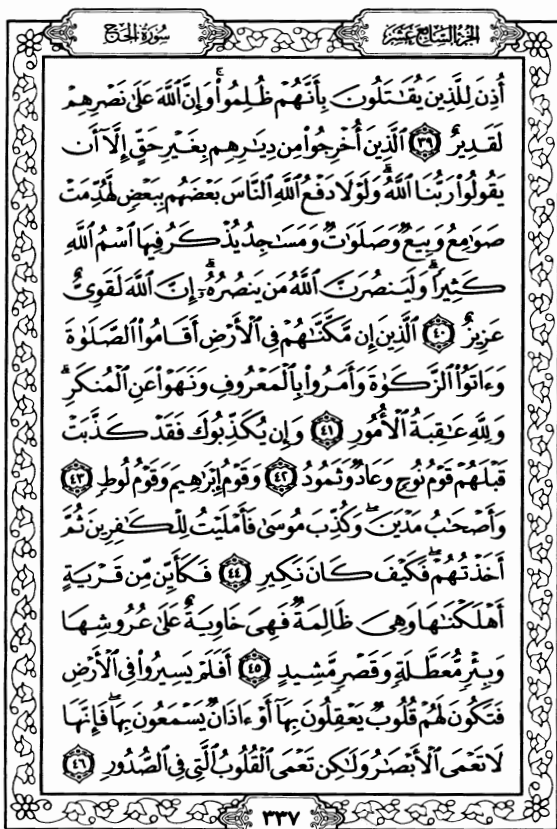 الجزء السابع عشر
سورة الحج
أُذِنَ لِلَّذِينَ يُقَٰتَلُونَ بِأَنَّهُمْ ظُلِمُوا۟ ۚ وَإِنَّ ٱللَّهَ عَلَىٰ نَصْرِهِمْ
لَقَدِيرٌ ٣٩ ٱلَّذِينَ أُخْرِجُوا۟ مِن دِيَٰرِهِم بِغَيْرِ حَقٍّ إِلَّآ أَن
يَقُولُوا۟ رَبُّنَا ٱللَّهُ ۗ وَلَوْلَا دَفْعُ ٱللَّهِ ٱلنَّاسَ بَعْضَهُم بِبَعْضٍ لَّهُدِّمَتْ
صَوَٰمِعُ وَبِيَعٌ وَصَلَوَٰتٌ وَمَسَٰجِدُ يُذْكَرُ فِيهَا ٱسْمُ ٱللَّهِ
كَثِيرًا ۗ وَلَيَنصُرَنَّ ٱللَّهُ مَن يَنصُرُهُۥٓ ۗ إِنَّ ٱللَّهَ لَقَوِىٌّ
عَزِيزٌ ٤٠ ٱلَّذِينَ إِن مَّكَّنَّٰهُمْ فِى ٱلْأَرْضِ أَقَامُوا۟ ٱلصَّلَوٰةَ
وَءَاتَوُا۟ ٱلزَّكَوٰةَ وَأَمَرُوا۟ بِٱلْمَعْرُوفِ وَنَهَوْا۟ عَنِ ٱلْمُنكَرِ ۗ
وَلِلَّهِ عَٰقِبَةُ ٱلْأُمُورِ ٤١ وَإِن يُكَذِّبُوكَ فَقَدْ كَذَّبَتْ
قَبْلَهُمْ قَوْمُ نُوحٍ وَعَادٌ وَثَمُودُ ٤٢ وَقَوْمُ إِبْرَٰهِيمَ وَقَوْمُ لُوطٍ ٤٣
وَأَصْحَٰبُ مَدْيَنَ ۖ وَكُذِّبَ مُوسَىٰ فَأَمْلَيْتُ لِلْكَٰفِرِينَ ثُمَّ
أَخَذْتُهُمْ ۖ فَكَيْفَ كَانَ نَكِيرِ ٤٤ فَكَأَيِّن مِّن قَرْيَةٍ
أَهْلَكْنَٰهَا وَهِىَ ظَالِمَةٌ فَهِىَ خَاوِيَةٌ عَلَىٰ عُرُوشِهَا
وَبِئْرٍ مُّعَطَّلَةٍ وَقَصْرٍ مَّشِيدٍ ٤٥ أَفَلَمْ يَسِيرُوا۟ فِى ٱلْأَرْضِ
فَتَكُونَ لَهُمْ قُلُوبٌ يَعْقِلُونَ بِهَآ أَوْ ءَاذَانٌ يَسْمَعُونَ بِهَا ۖ فَإِنَّهَا
لَا تَعْمَى ٱلْأَبْصَٰرُ وَلَٰكِن تَعْمَى ٱلْقُلُوبُ ٱلَّتِى فِى ٱلصُّدُورِ ٤٦
٣٣٧